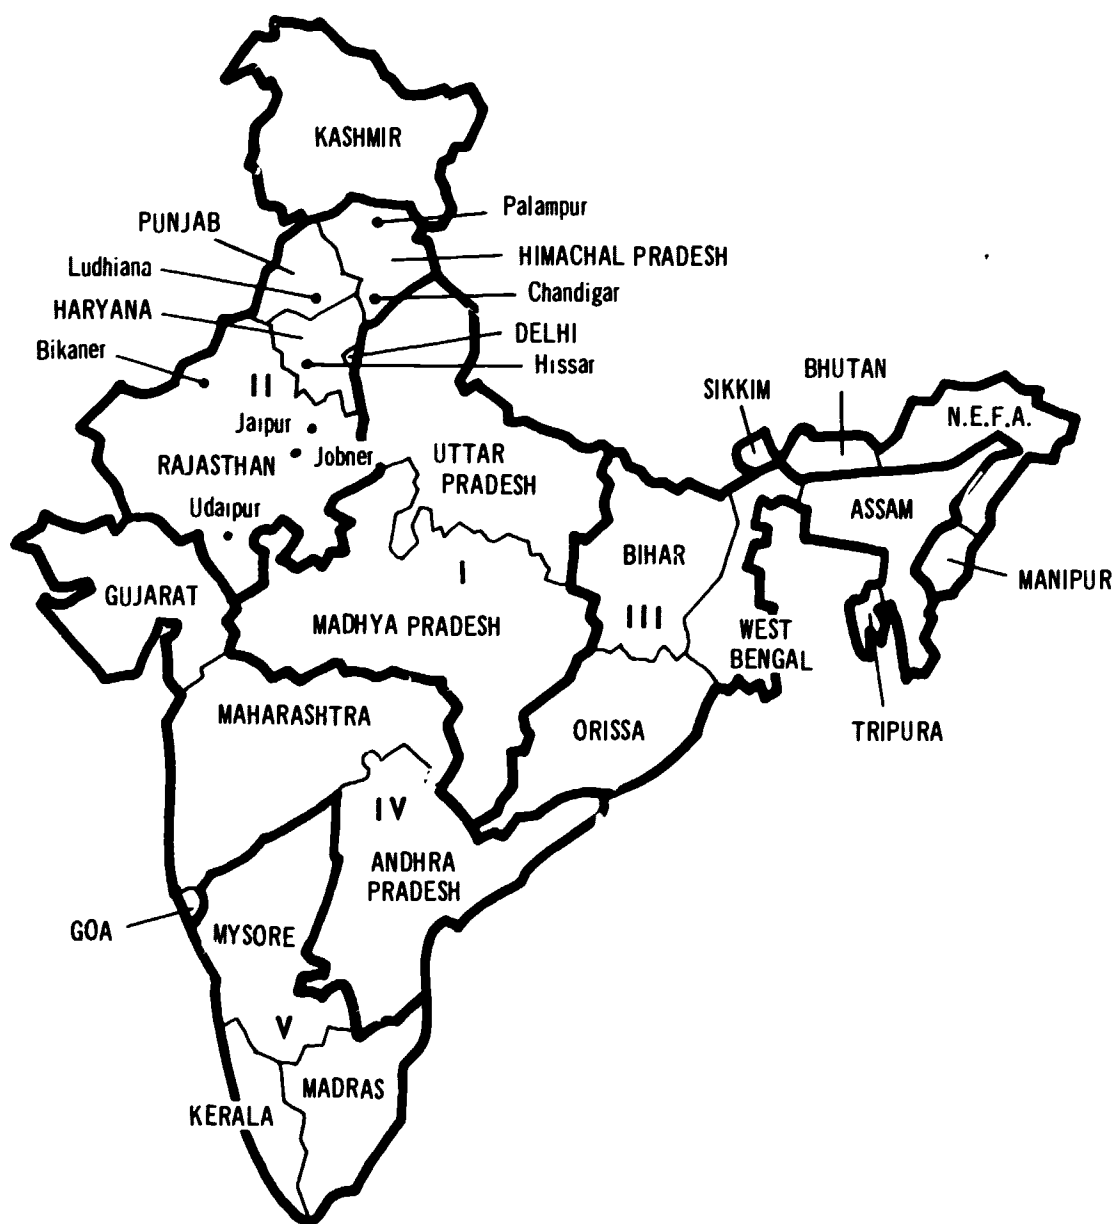 KASHMIR
Palampur
PUNJAB
HIMACHAL PRADESH
Ludhiana
Chandigar
HARYANA
DELHI
Bikaner
Hissar
II
BHUTAN
SIKKIM
N.E.F.A.
Jaipur
RAJASTHAN
Jobner
UTTAR
PRADESH
Udaipur
ASSAM
BIHAR
I
MANIPUR
GUJARAT
III
MADHYA PRADESH
WEST
BENGAL
MAHARASHTRA
ORISSA
TRIPURA
IV
ANDHRA
PRADESH
GOA
MYSORE
V
MADRAS
KERALA